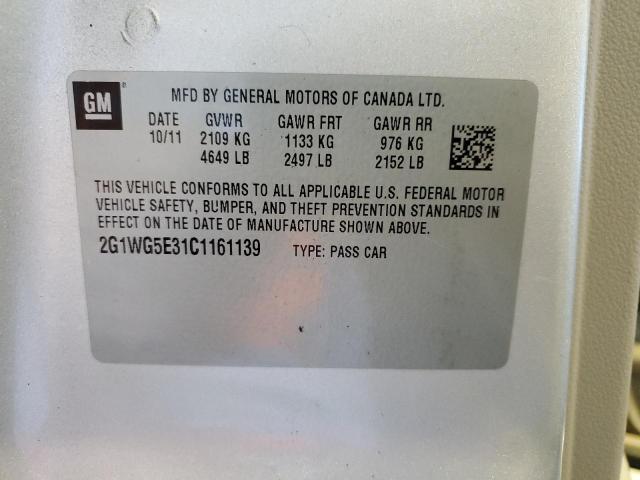 GM ®
MFD BY GENERAL MOTORS OF CANADA LTD.
DATE GVWR GAWR FRT GAWR RR
10/11 2109 KG 1133 KG 976 KG
4649 LB 2497 LB 2152 LB
THIS VEHICLE CONFORMS TO ALL APPLICABLE U.S. FEDERAL MOTOR
VEHICLE SAFETY, BUMPER, AND THEFT PREVENTION STANDARDS IN
EFFECT ON THE DATE OF MANUFACTURE SHOWN ABOVE.
2G1WG5E31C1161139 TYPE: PASS CAR